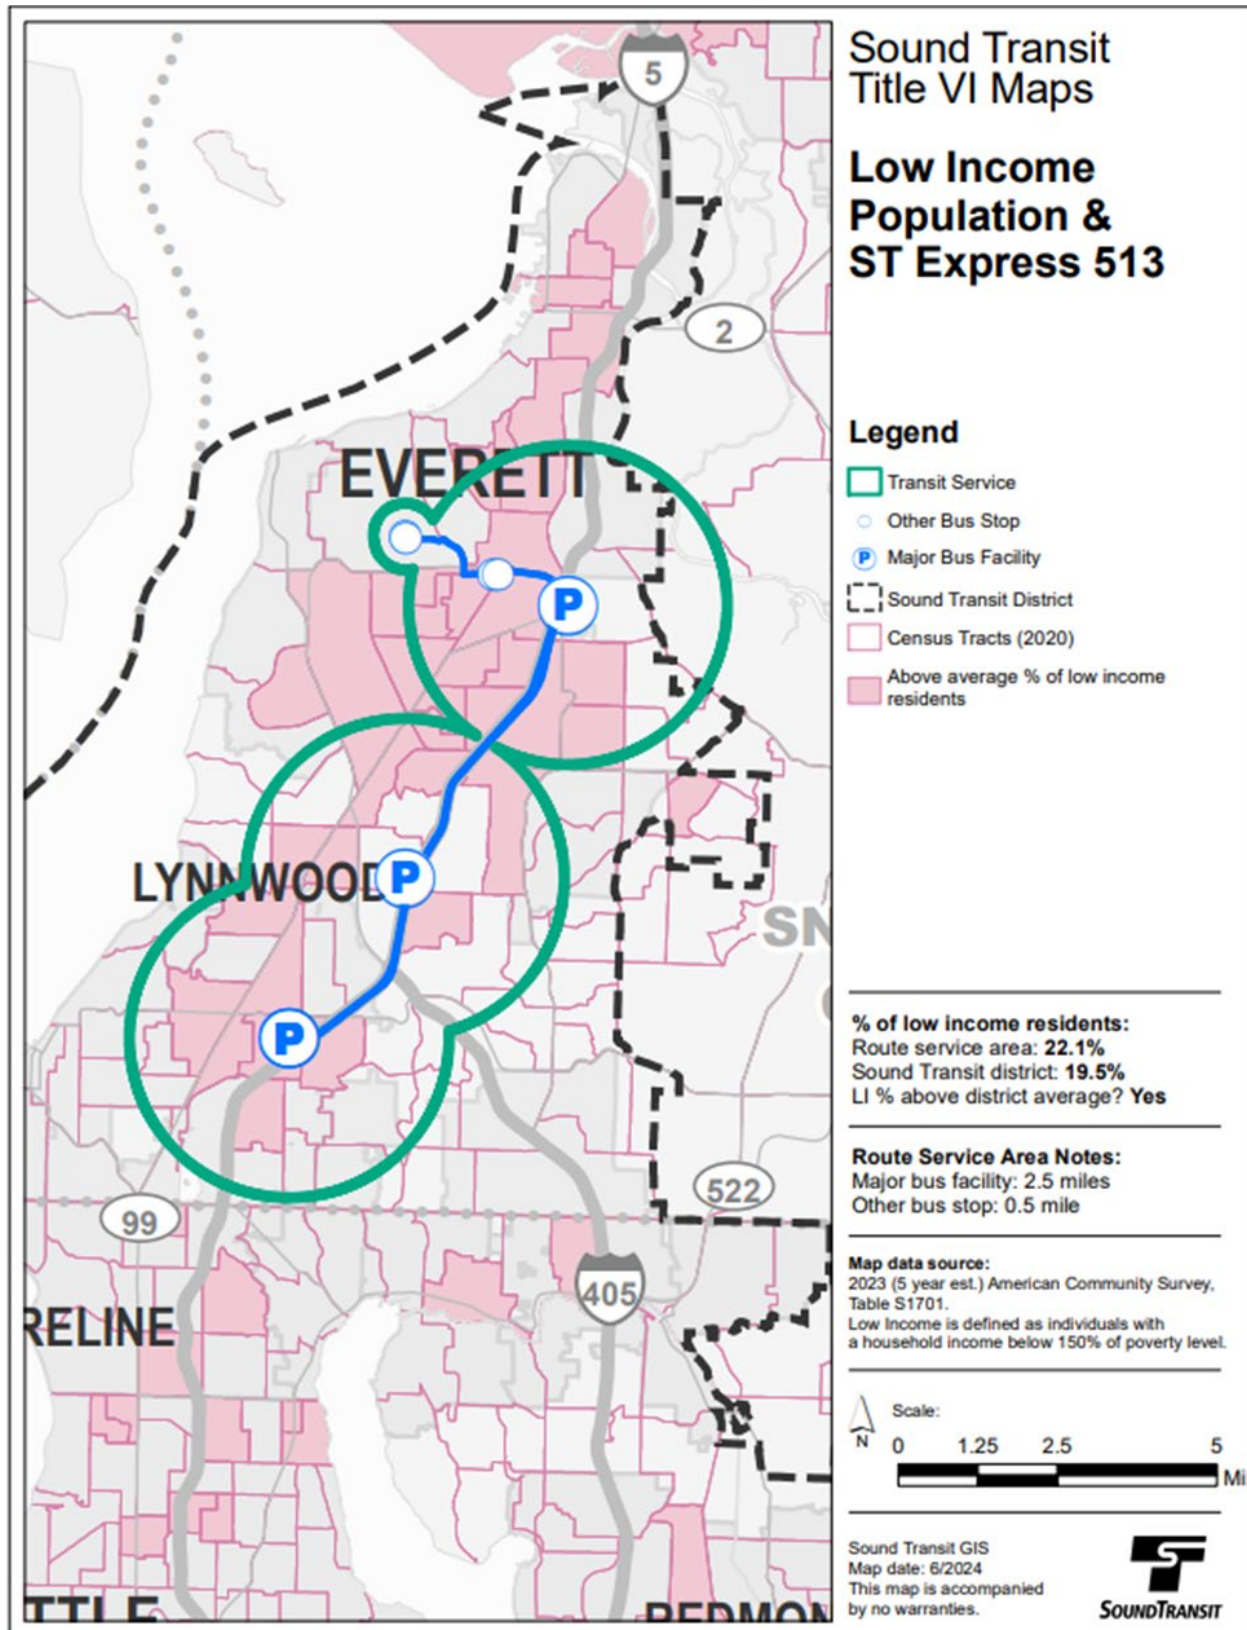 Sound Transit
Title VI Maps
Low Income
Population &
ST Express 513
Legend
Transit Service
Other Bus Stop
P
Major Bus Facility
Sound Transit District
Census Tracts (2020)
Above average % of low income
residents
% of low income residents:
Route service area: 22.1%
Sound Transit district: 19.5%
LI % above district average? Yes
Route Service Area Notes:
Major bus facility: 2.5 miles
Other bus stop: 0.5 mile
Map data source:
2023 (5 year est.) American Community Survey,
Table S1701.
Low Income is defined as individuals with
a household income below 150% of poverty level.
N
Scale:
0 1.25 2.5 5
Mi
Sound Transit GIS
Map date: 6/2024
This map is accompanied
by no warranties.
SOUNDTRANSIT
5
2
EVERETT
P
LYNNWOOD
P
SN
P
522
99
405
RELINE
TTLE
REDMON